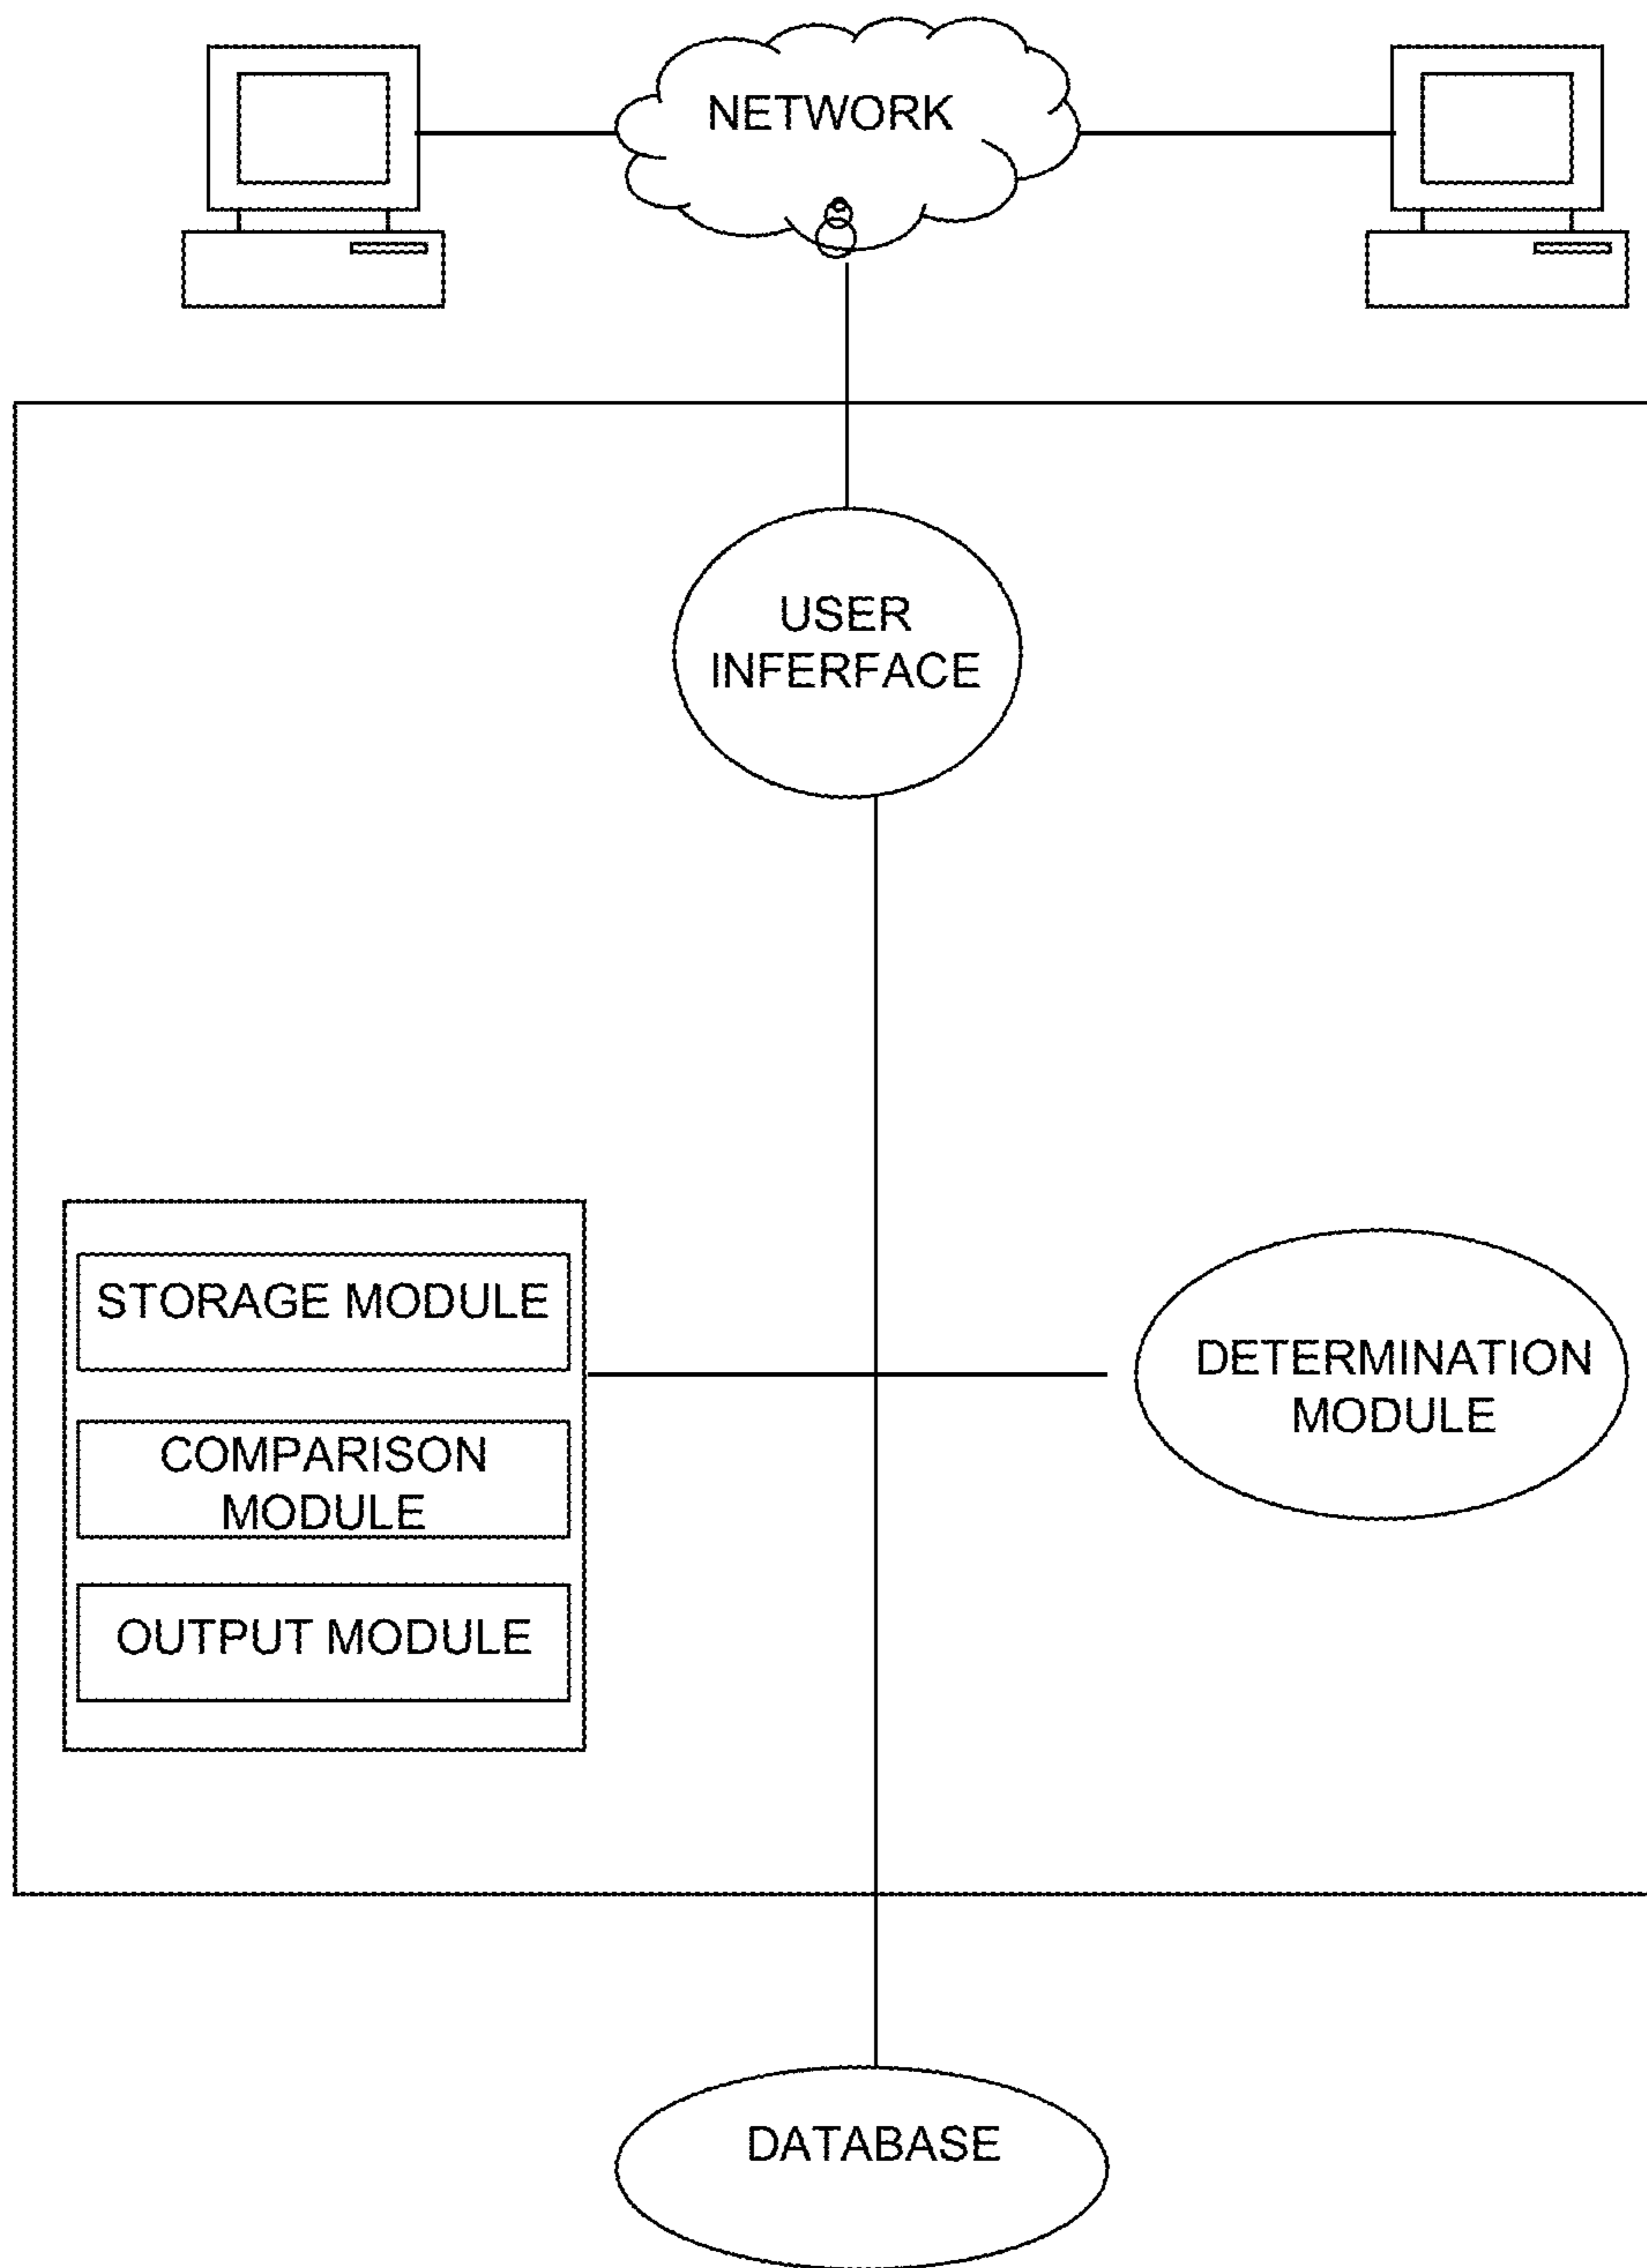 NETWORK
USER
INFERFACE
STORAGE MODULE
COMPARISON
MODULE
OUTPUT MODULE
DETERMINATION
MODULE
DATABASE